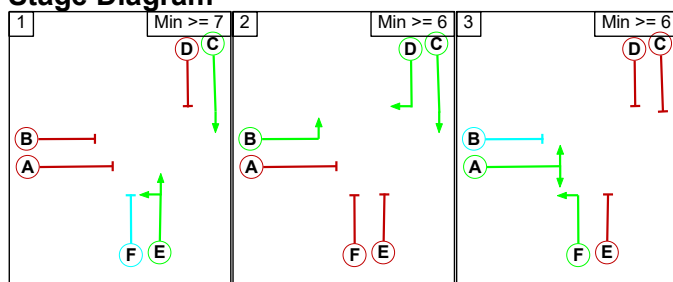 Stage Diagram
1 Min >= 7
D C
B
A
F E
2 Min >= 6
D C
B
A
F E
3 Min >= 6
D C
B
A
F E